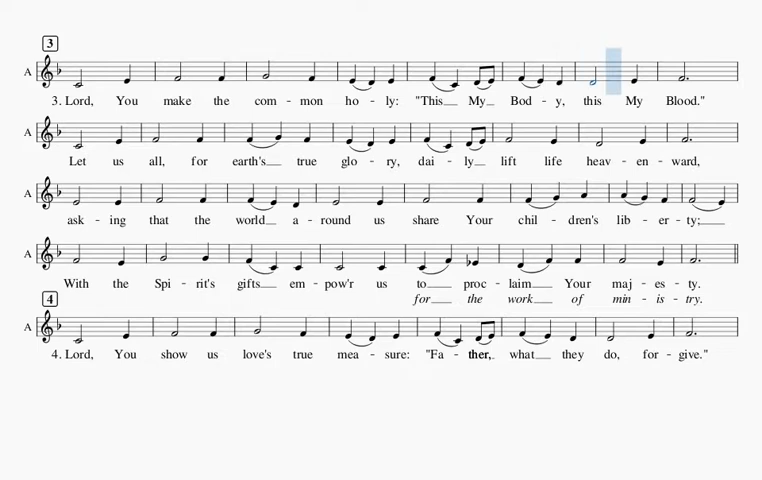 3
A
3. Lord, You make the com - mon ho - ly: "This My Bod - y, this My Blood."
A
Let us all, for earth's true glo - ry, dai - ly lift life heav - en - ward,
A
ask - ing that the world a - round us share Your chil - dren's lib - er - ty;
A
With the Spi - rit's gifts em - pow'r us to proc - laim Your maj - es - ty.
for the work of min - is - try.
4
A
4. Lord, You show us love's true mea - sure: "Fa - ther, what they do, for - give."